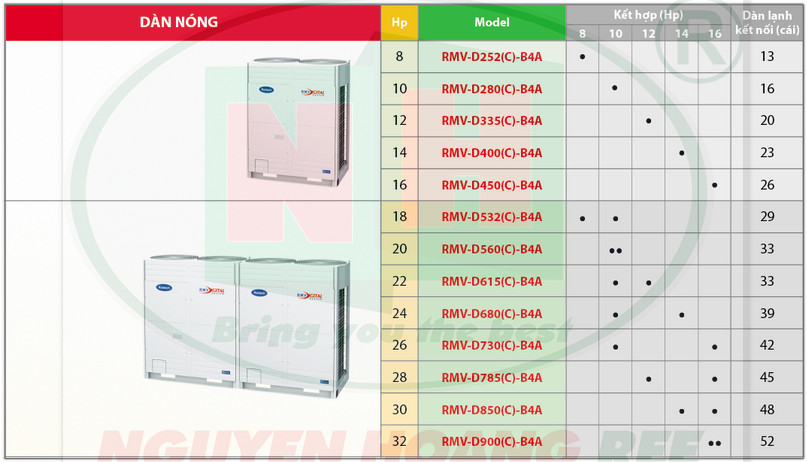 DÀN NÓNG Hp Model Kết hợp (Hp) Dàn lạnh kết nối (cái)
8 10 12 14 16
8 RMV-D252(C)-B4A • 13
10 RMV-D280(C)-B4A • 16
12 RMV-D335(C)-B4A • 20
14 RMV-D400(C)-B4A • 23
16 RMV-D450(C)-B4A • 26
18 RMV-D532(C)-B4A • • 29
20 RMV-D560(C)-B4A •• 33
22 RMV-D615(C)-B4A • • 33
24 RMV-D680(C)-B4A • • 39
26 RMV-D730(C)-B4A • • 42
28 RMV-D785(C)-B4A • • 45
30 RMV-D850(C)-B4A • • 48
32 RMV-D900(C)-B4A •• 52
NH
®
Bring you the best
NGUYEN HOANG REE